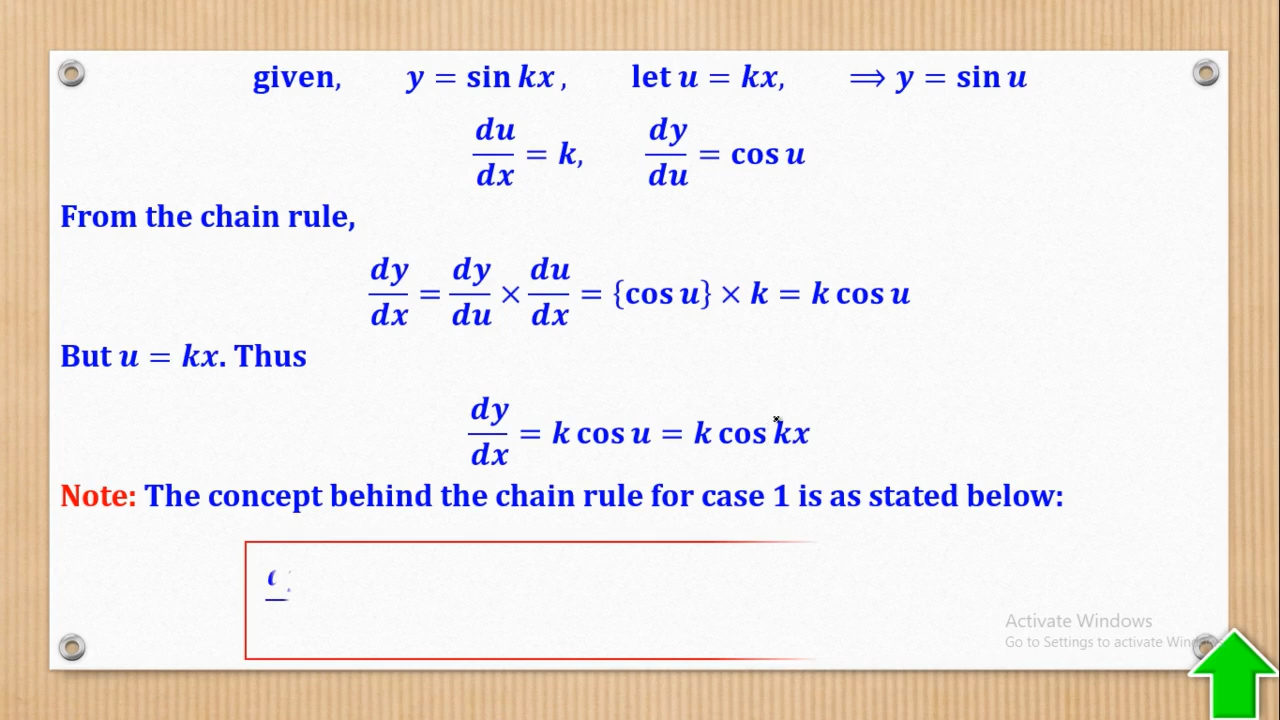 given, y = sin kx , let u = kx, ⟹ y = sin u
du/dx = k, dy/du = cos u
From the chain rule,
dy/dx = dy/du × du/dx = {cos u} × k = k cos u
But u = kx. Thus
dy/dx = k cos u = k cos kx
Note: The concept behind the chain rule for case 1 is as stated below:
Activate Windows
Go to Settings to activate Windows.